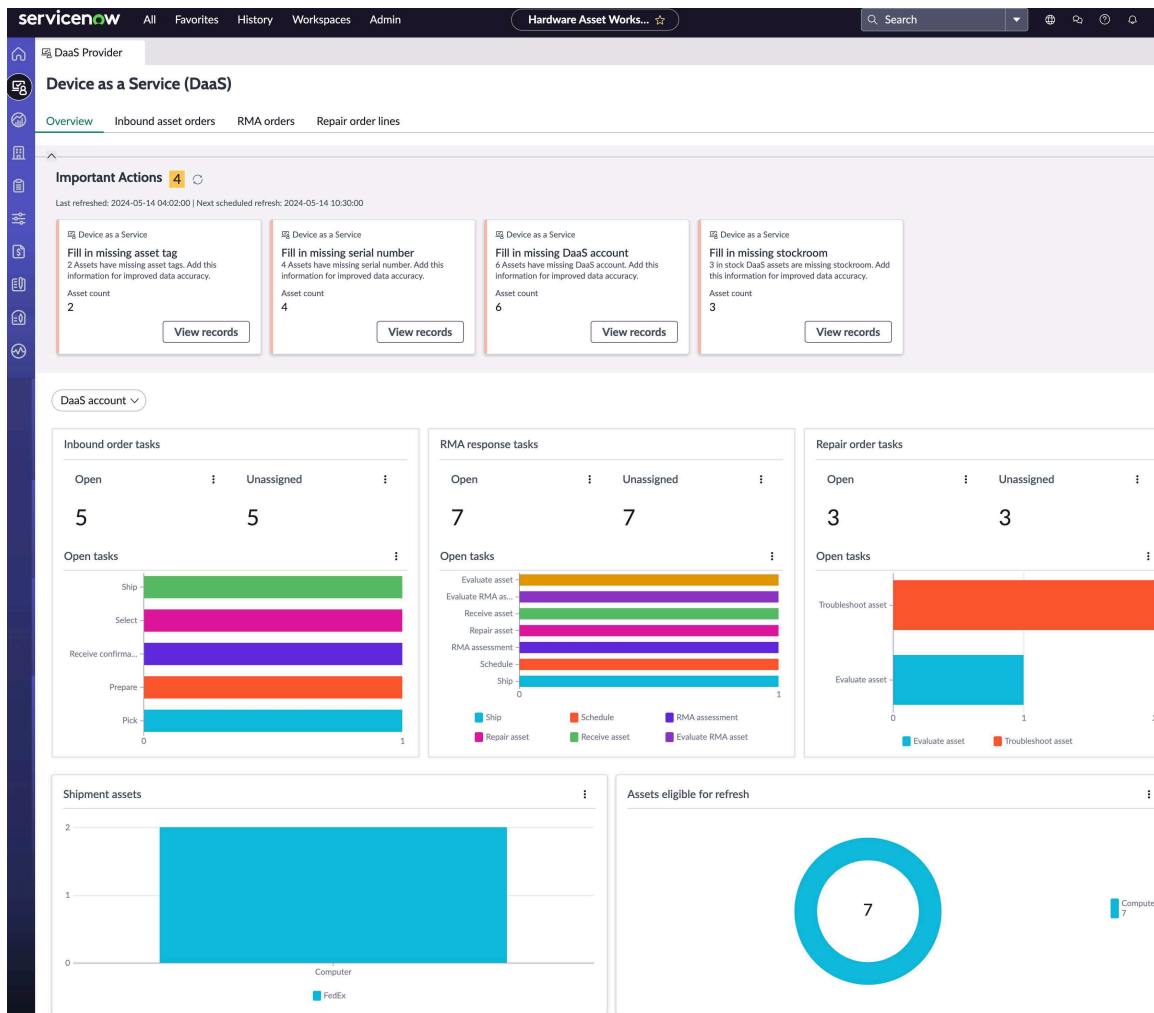 servicenow All Favorites History Workspaces Admin Hardware Asset Works... Search
DaaS Provider
Device as a Service (DaaS)
Overview Inbound asset orders RMA orders Repair order lines
Important Actions 4
Last refreshed: 2024-05-14 04:02:00 | Next scheduled refresh: 2024-05-14 10:30:00
Device as a Service
Fill in missing asset tag
2 Assets have missing asset tags. Add this
information for improved data accuracy.
Asset count
2
View records
Device as a Service
Fill in missing serial number
4 Assets have missing serial number. Add this
information for improved data accuracy.
Asset count
4
View records
Device as a Service
Fill in missing DaaS account
6 Assets have missing DaaS account. Add this
information for improved data accuracy.
Asset count
6
View records
Device as a Service
Fill in missing stockroom
3 in stock DaaS assets are missing stockroom. Add
this information for improved data accuracy.
Asset count
3
View records
DaaS account
Inbound order tasks
Open Unassigned
5 5
Open tasks
Ship
Select
Receive confirma...
Prepare
Pick
0 1
RMA response tasks
Open Unassigned
7 7
Open tasks
Evaluate asset
Evaluate RMA as...
Receive asset
Repair asset
RMA assessment
Schedule
Ship
0 1
Ship Schedule RMA assessment
Repair asset Receive asset Evaluate RMA asset
Repair order tasks
Open Unassigned
3 3
Open tasks
Troubleshoot asset
Evaluate asset
0 1
Evaluate asset Troubleshoot asset
Shipment assets
2
1
0
Computer
FedEx
Assets eligible for refresh
7
Compute
7